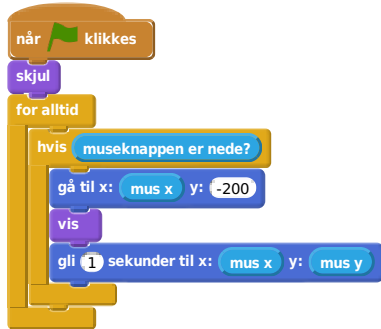 når klikkes
skjul
for alltid
hvis museknappen er nede?
gå til x: mus x y: -200
vis
gli 1 sekunder til x: mus x y: mus y